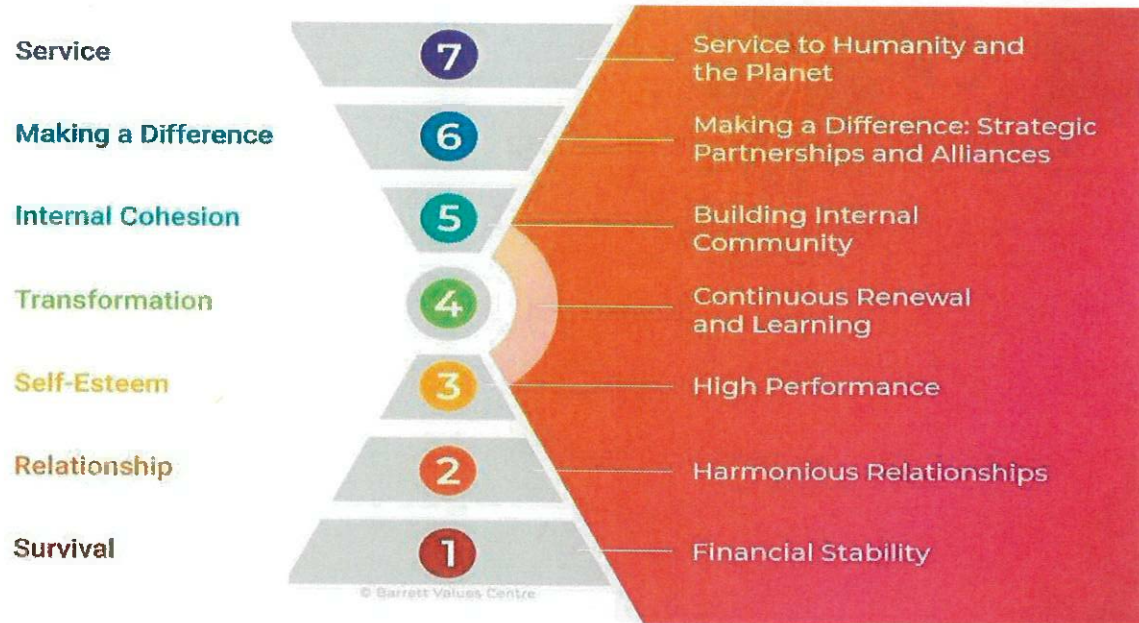 Service
7
Service to Humanity and
the Planet
Making a Difference
6
Making a Difference: Strategic
Partnerships and Alliances
Internal Cohesion
5
Building Internal
Community
Transformation
4
Continuous Renewal
and Learning
Self-Esteem
3
High Performance
Relationship
2
Harmonious Relationships
Survival
1
Financial Stability
© Barrett Values Centre